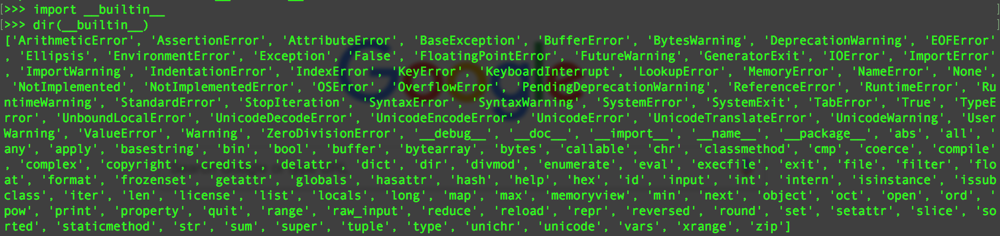 [>>> import __builtin__ ]
[>>> dir(__builtin__) ]
['ArithmeticError', 'AssertionError', 'AttributeError', 'BaseException', 'BufferError', 'BytesWarning', 'DeprecationWarning', 'EOFError'
, 'Ellipsis', 'EnvironmentError', 'Exception', 'False', 'FloatingPointError', 'FutureWarning', 'GeneratorExit', 'IOError', 'ImportError'
, 'ImportWarning', 'IndentationError', 'IndexError', 'KeyError', 'KeyboardInterrupt', 'LookupError', 'MemoryError', 'NameError', 'None',
 'NotImplemented', 'NotImplementedError', 'OSError', 'OverflowError', 'PendingDeprecationWarning', 'ReferenceError', 'RuntimeError', 'Ru
ntimeWarning', 'StandardError', 'StopIteration', 'SyntaxError', 'SyntaxWarning', 'SystemError', 'SystemExit', 'TabError', 'True', 'TypeE
rror', 'UnboundLocalError', 'UnicodeDecodeError', 'UnicodeEncodeError', 'UnicodeError', 'UnicodeTranslateError', 'UnicodeWarning', 'User
Warning', 'ValueError', 'Warning', 'ZeroDivisionError', '__debug__', '__doc__', '__import__', '__name__', '__package__', 'abs', 'all', '
any', 'apply', 'basestring', 'bin', 'bool', 'buffer', 'bytearray', 'bytes', 'callable', 'chr', 'classmethod', 'cmp', 'coerce', 'compile'
, 'complex', 'copyright', 'credits', 'delattr', 'dict', 'dir', 'divmod', 'enumerate', 'eval', 'execfile', 'exit', 'file', 'filter', 'flo
at', 'format', 'frozenset', 'getattr', 'globals', 'hasattr', 'hash', 'help', 'hex', 'id', 'input', 'int', 'intern', 'isinstance', 'issub
class', 'iter', 'len', 'license', 'list', 'locals', 'long', 'map', 'max', 'memoryview', 'min', 'next', 'object', 'oct', 'open', 'ord', '
pow', 'print', 'property', 'quit', 'range', 'raw_input', 'reduce', 'reload', 'repr', 'reversed', 'round', 'set', 'setattr', 'slice', 'so
rted', 'staticmethod', 'str', 'sum', 'super', 'tuple', 'type', 'unichr', 'unicode', 'vars', 'xrange', 'zip']
Google